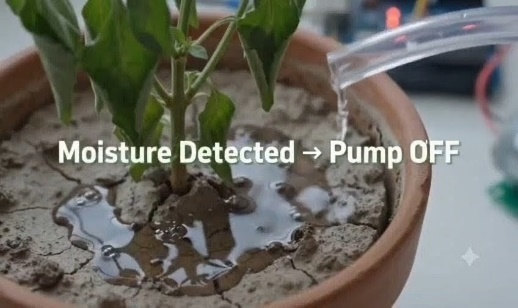 Moisture Detected → Pump OFF